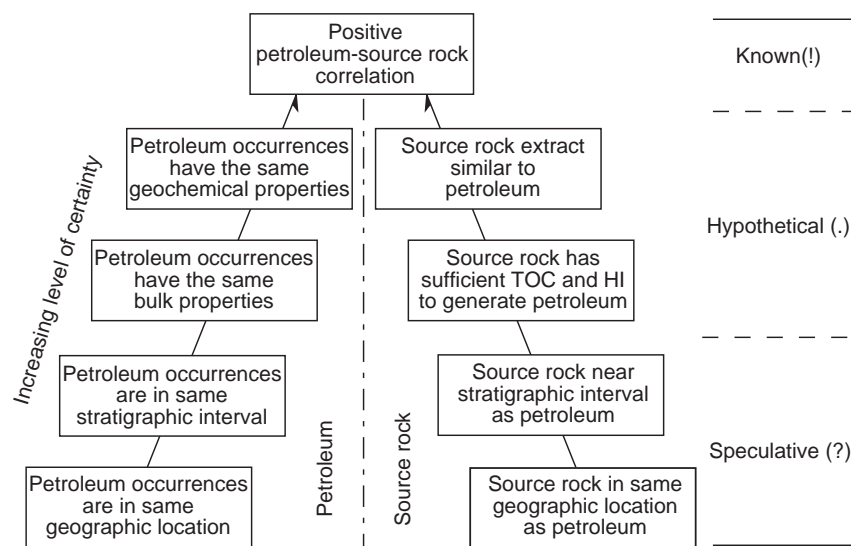 Positive
petroleum-source rock
correlation
Known(!)
Petroleum occurrences
have the same
geochemical properties
Source rock extract
similar to
petroleum
Hypothetical (.)
Petroleum occurrences
have the same
bulk properties
Source rock has
sufficient TOC and HI
to generate petroleum
Increasing level of certainty
Petroleum occurrences
are in same
stratigraphic interval
Source rock near
stratigraphic interval
as petroleum
Petroleum
Source rock
Speculative (?)
Petroleum occurrences
are in same
geographic location
Source rock in same
geographic location
as petroleum